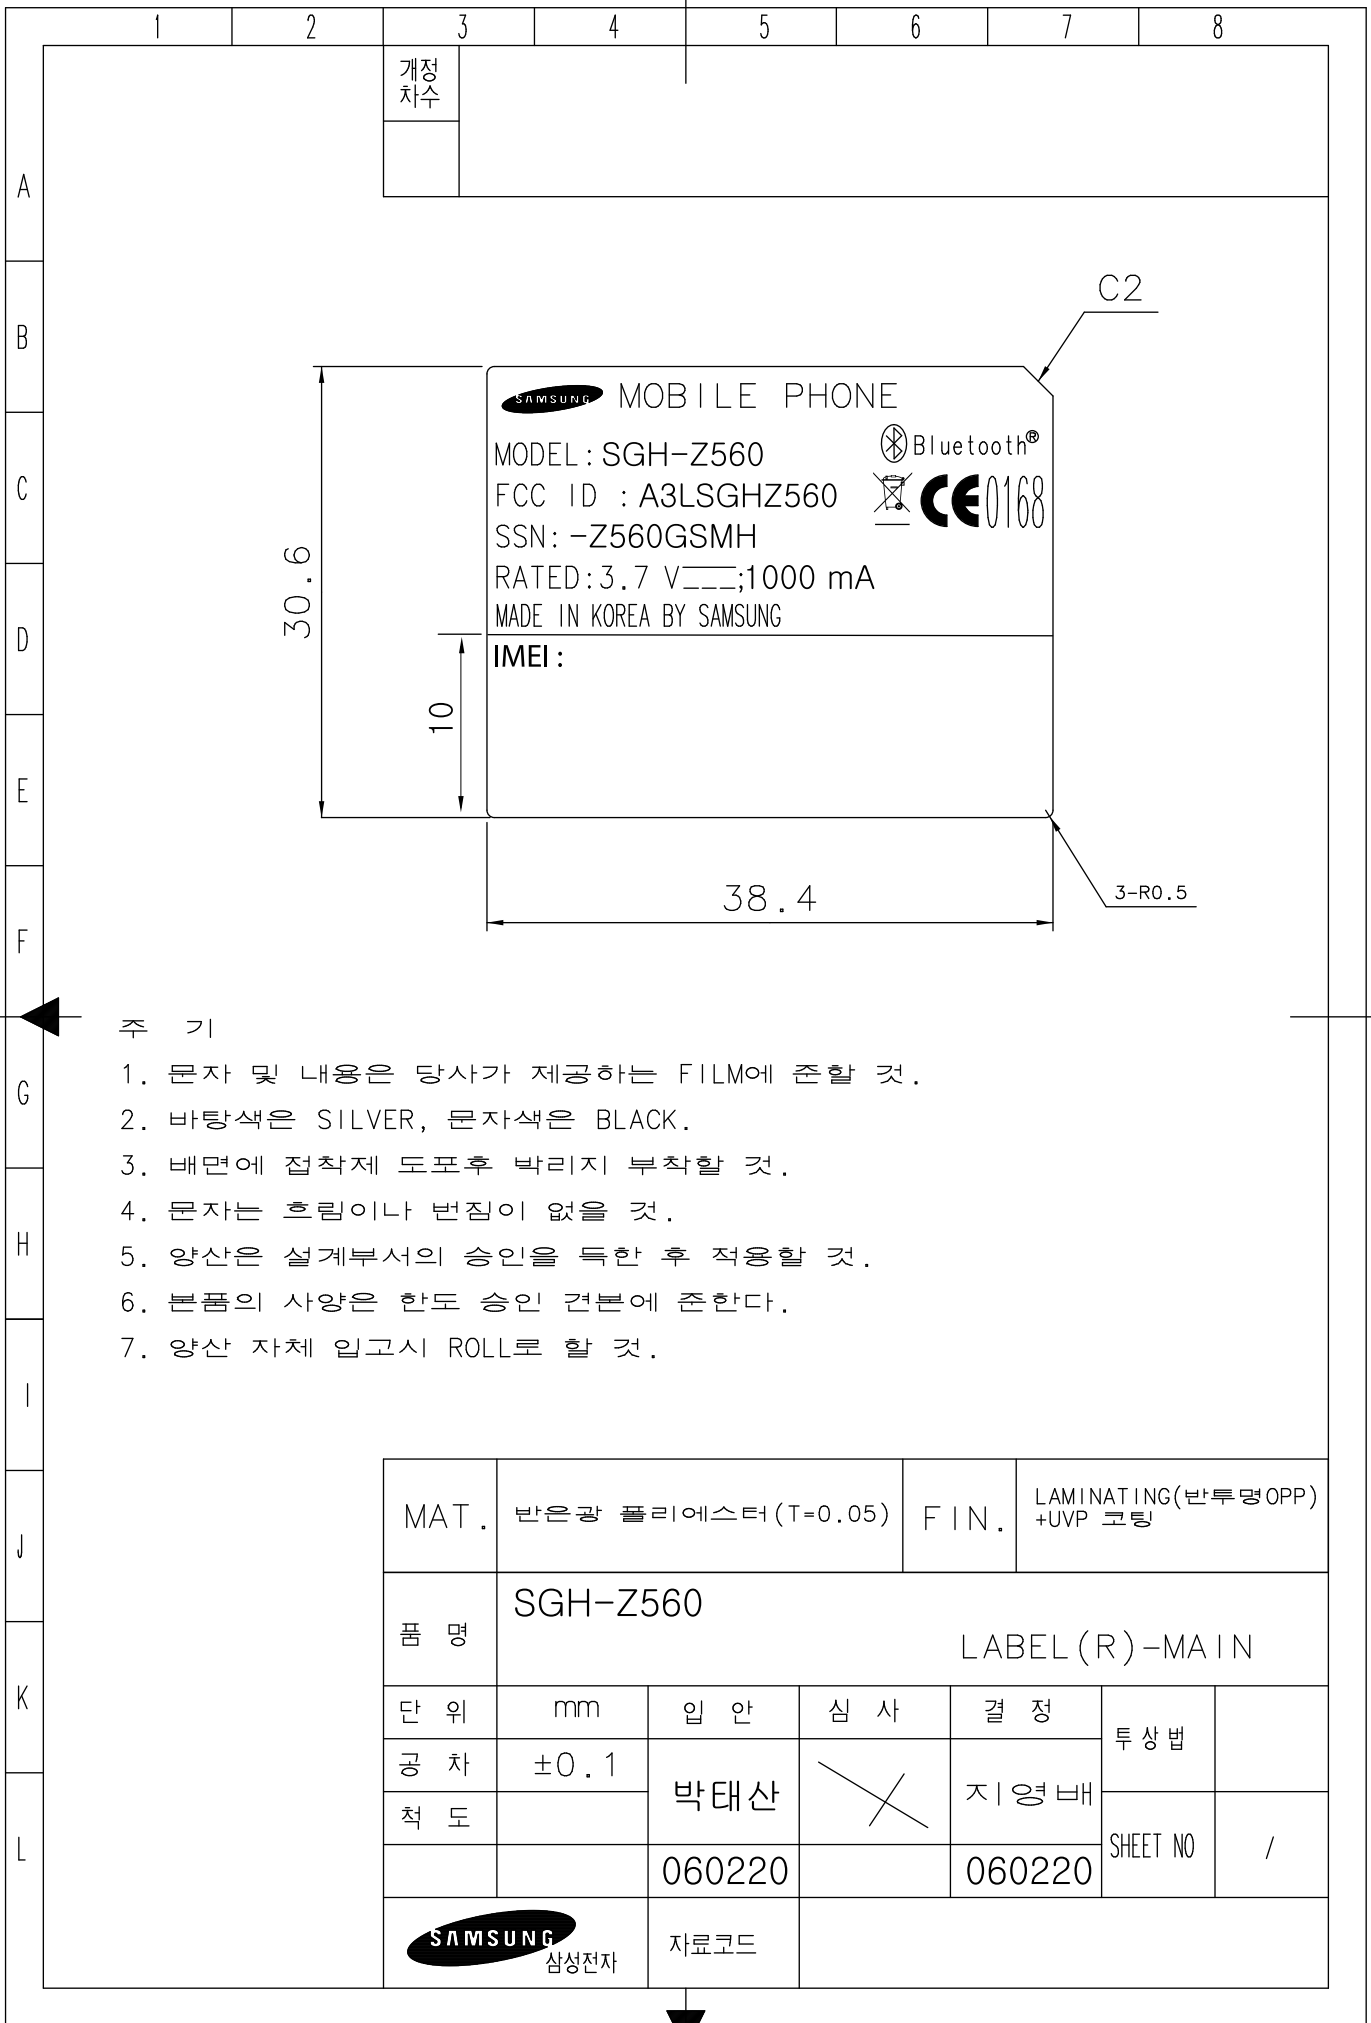 1 2 3 4 5 6 7 8
개정
차수
A
B
C2
SAMSUNG MOBILE PHONE
Bluetooth®
MODEL: SGH-Z560
C
FCC ID : A3LSGHZ560
CE0168
SSN: -Z560GSMH
30.6
RATED:3.7 V;1000 mA
MADE IN KOREA BY SAMSUNG
D
IMEI :
10
E
38.4
3-R0.5
F
주 기
1. 문자 및 내용은 당사가 제공하는 FILM에 준할 것.
G
2. 바탕색은 SILVER, 문자색은 BLACK.
3. 배면에 접착제 도포후 박리지 부착할 것.
4. 문자는 흐림이나 번짐이 없을 것.
H
5. 양산은 설계부서의 승인을 득한 후 적용할 것.
6. 본품의 사양은 한도 승인 견본에 준한다.
7. 양산 자체 입고시 ROLL로 할 것.
I
J
MAT. 반은광 폴리에스터(T=0.05) FIN. LAMINATING(반투명OPP)
+UVP 코팅
품 명 SGH-Z560
LABEL(R)-MAIN
K
단 위 mm 입 안 심 사 결 정 투상법
공 차 ±0.1 박태산 지영배
척 도
L
SHEET NO /
060220 060220
SAMSUNG 삼성전자 자료코드